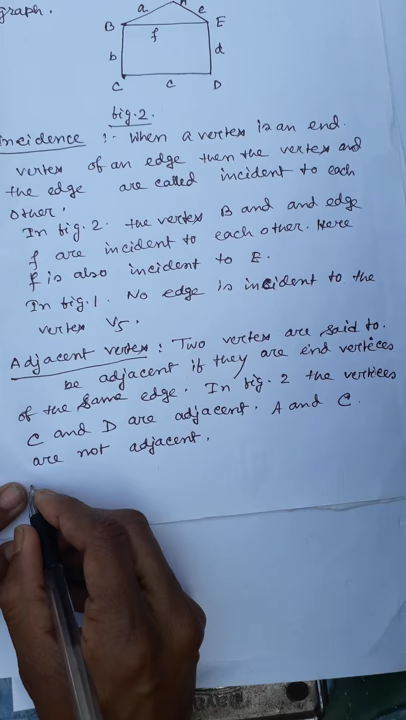 graph.
a
A
e
B
E
f
b
d
C
c
D
fig. 2.
incidence :- When a vertex is an end.
vertex of an edge then the vertex and
the edge are called incident to each
other.
In fig. 2. the vertex B and and edge
f are incident to each other. Here
f is also incident to E.
In fig. 1. No edge is incident to the
vertex V5.
Adjacent vertex : Two vertex are said to.
be adjacent if they are end vertices
of the same edge. In fig. 2 the vertices
C and D are adjacent. A and C.
are not adjacent.